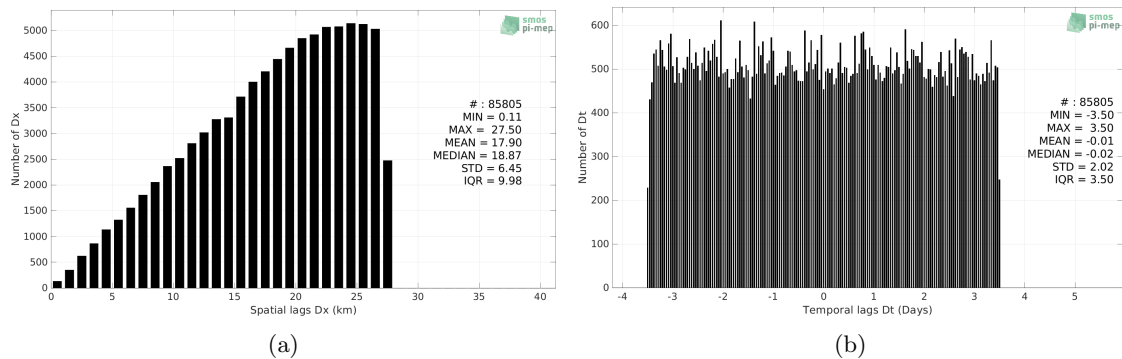 smos
pi-mep
5000
4500
4000
3500
3000
2500
2000
1500
1000
500
0
Number of Dx
# : 85805
MIN = 0.11
MAX = 27.50
MEAN = 17.90
MEDIAN = 18.87
STD = 6.45
IQR = 9.98
0 5 10 15 20 25 30 35 40
Spatial lags Dx (km)
(a)
smos
pi-mep
600
500
400
300
200
100
0
Number of Dt
# : 85805
MIN = -3.50
MAX = 3.50
MEAN = -0.01
MEDIAN = -0.02
STD = 2.02
IQR = 3.50
-4 -3 -2 -1 0 1 2 3 4 5
Temporal lags Dt (Days)
(b)